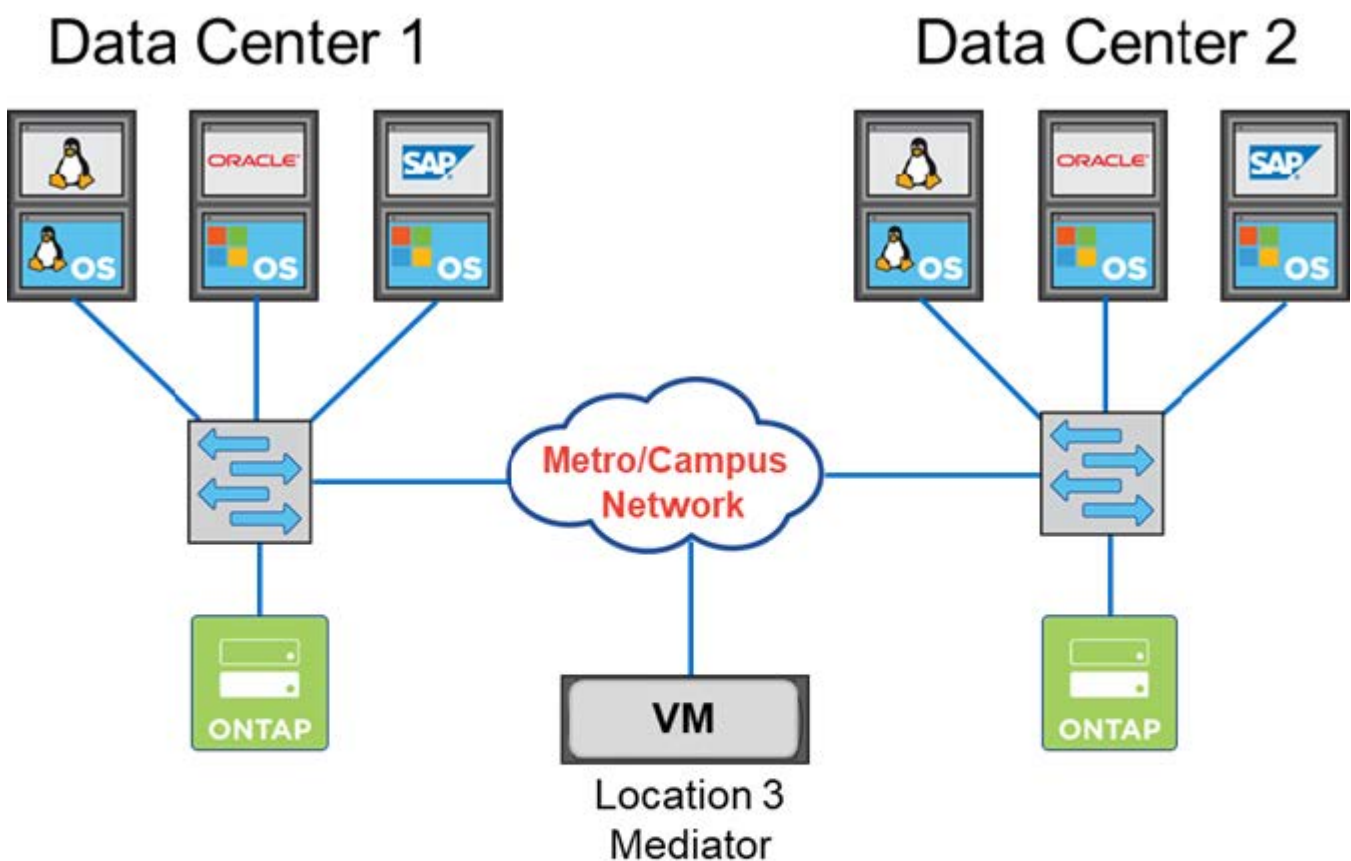 Data Center 1
Data Center 2
ORACLE
SAP
OS
OS
OS
ORACLE
SAP
OS
OS
OS
Metro/Campus
Network
ONTAP
ONTAP
VM
Location 3
Mediator